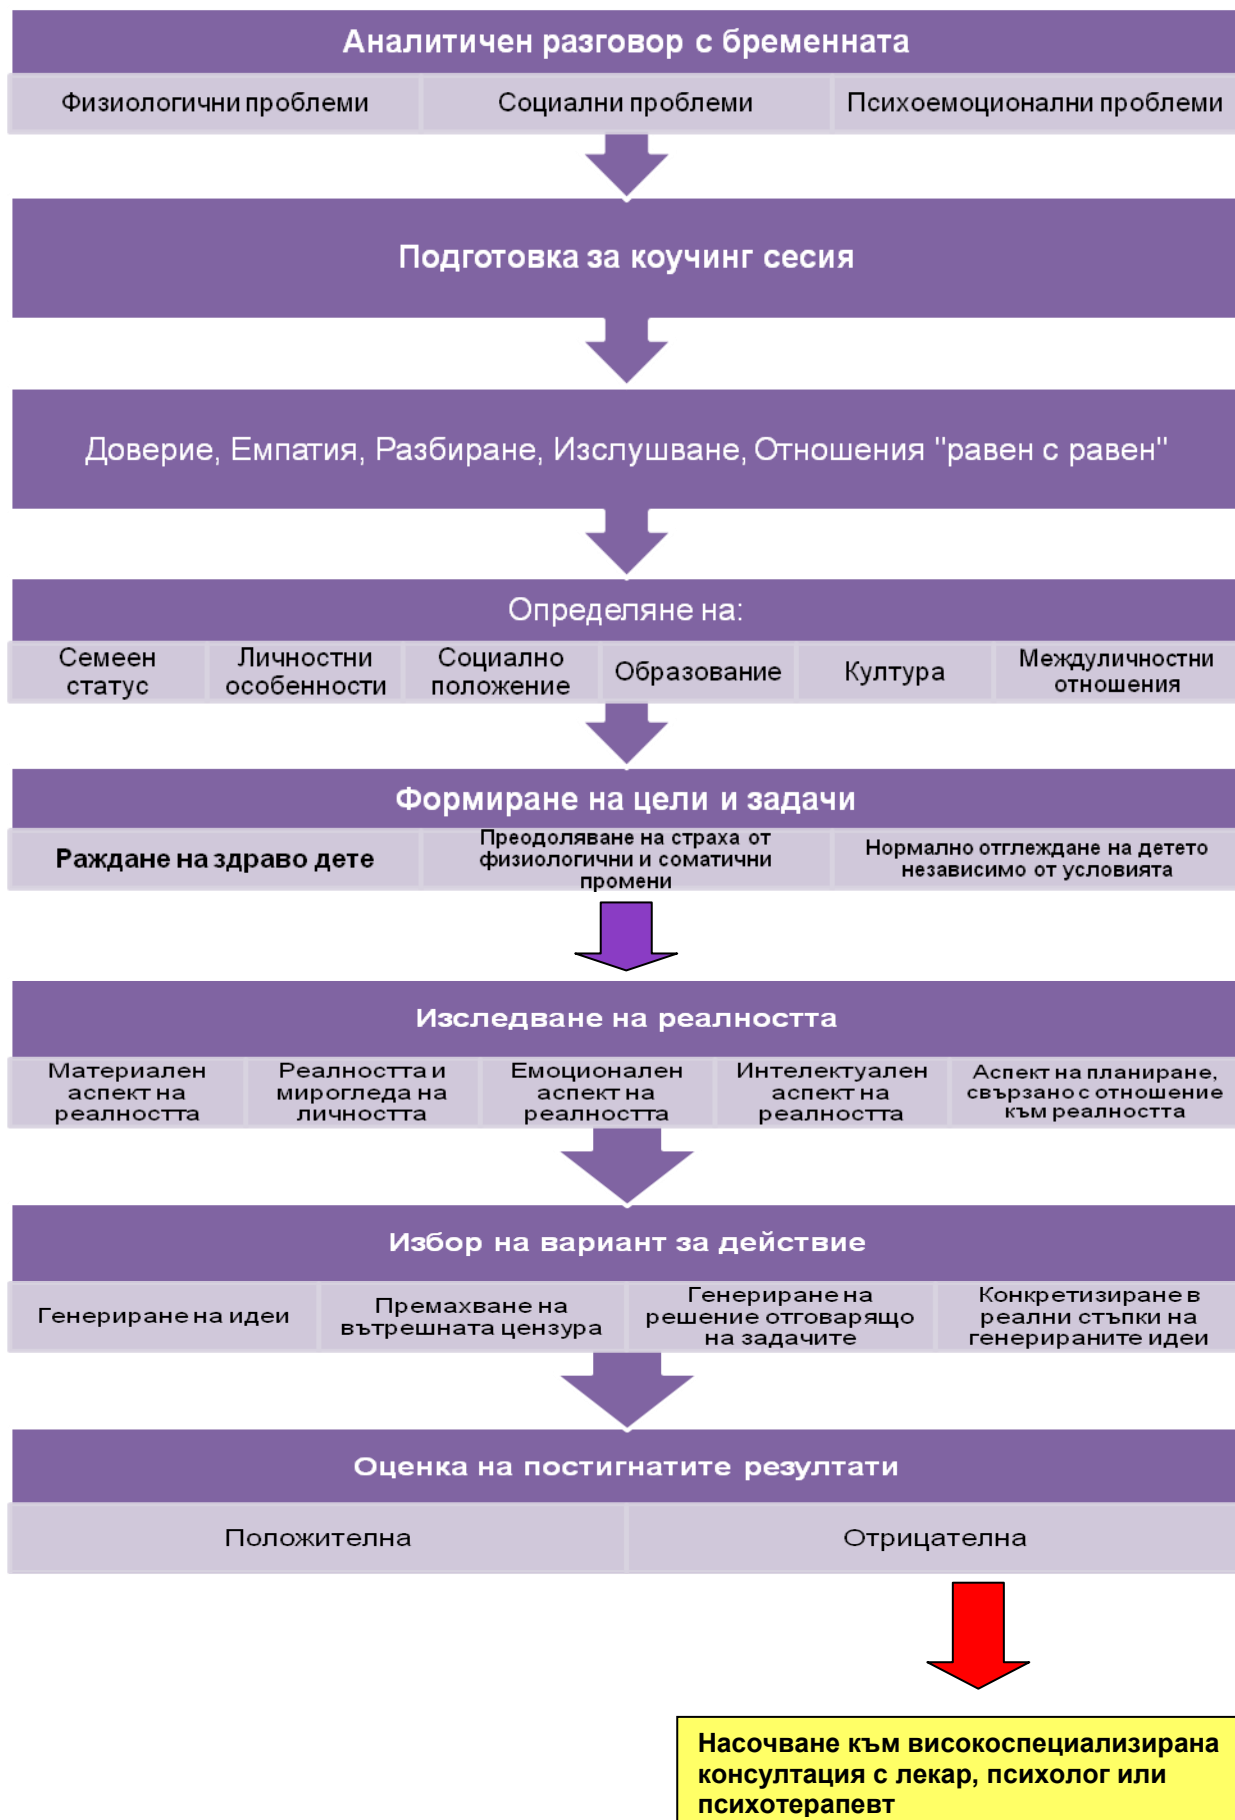 Аналитичен разговор с бременната
Физиологични проблеми
Социални проблеми
Психоемоционални проблеми
Подготовка за коучинг сесия
Доверие, Емпатия, Разбиране, Изслушване, Отношения "равен с равен"
Определяне на:
Семеен
статус
Личностни
особенности
Социално
положение
Образование
Култура
Междуличностни
отношения
Формиране на цели и задачи
Раждане на здраво дете
Преодоляване на страха от
физиологични и соматични
промени
Нормално отглеждане на детето
независимо от условията
Изследване на реалността
Материален
аспект на
реалността
Реалността и
мирогледа на
личността
Емоционален
аспект на
реалността
Интелектуален
аспект на
реалността
Аспект на планиране,
свързано с отношение
към реалността
Избор на вариант за действие
Генериране на идеи
Премахване на
вътрешната цензура
Генериране на
решение отговарящо
на задачите
Конкретизиране в
реални стъпки на
генерираните идеи
Оценка на постигнатите резултати
Положителна
Отрицателна
Насочване към високоспециализирана
консултация с лекар, психолог или
психотерапевт